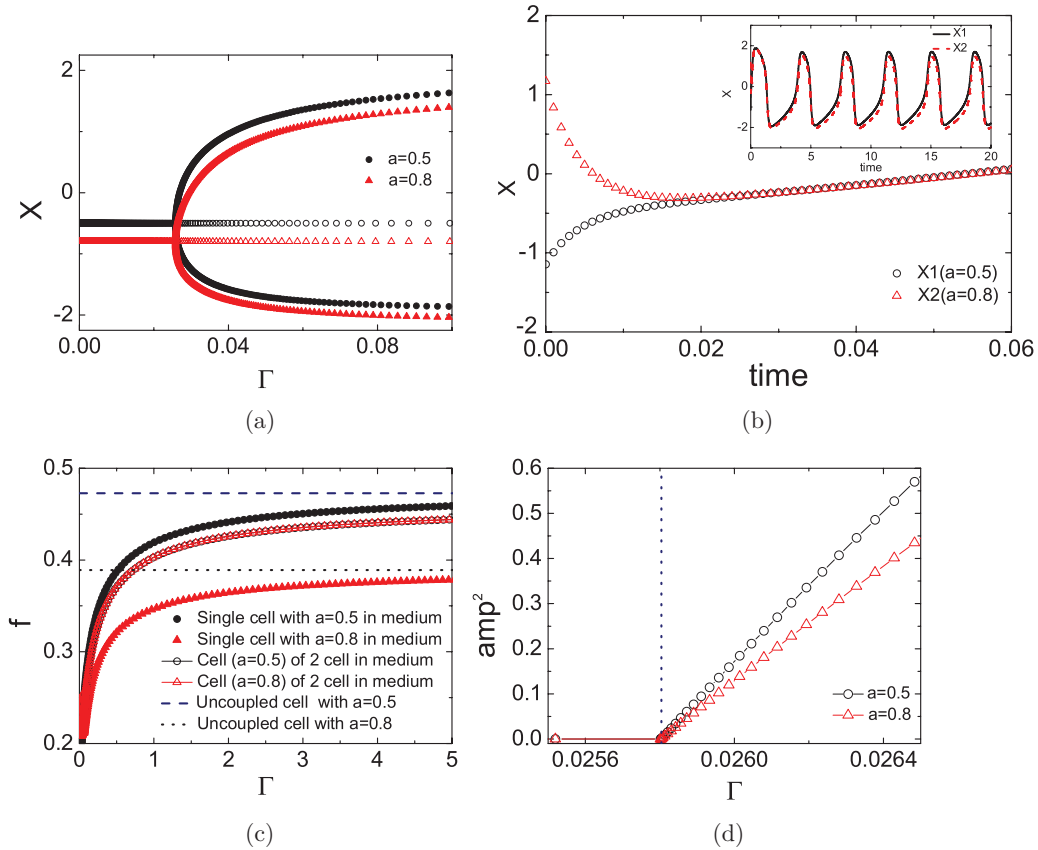 2
0
-2
X
a=0.5
a=0.8
0.00
0.04
0.08
Γ
(a)
2
1
0
-1
-2
X
X1(a=0.5)
X2(a=0.8)
0.00
0.02
0.04
0.06
time
2
0
-2
X
X1
X2
0
5
10
15
20
time
(b)
0.5
0.4
0.3
0.2
f
Single cell with a=0.5 in medium
Single cell with a=0.8 in medium
Cell (a=0.5) of 2 cell in medium
Cell (a=0.8) of 2 cell in medium
Uncoupled cell with a=0.5
Uncoupled cell with a=0.8
0
1
2
3
4
5
Γ
(c)
0.6
0.5
0.4
0.3
0.2
0.1
0.0
amp²
a=0.5
a=0.8
0.0256
0.0260
0.0264
Γ
(d)